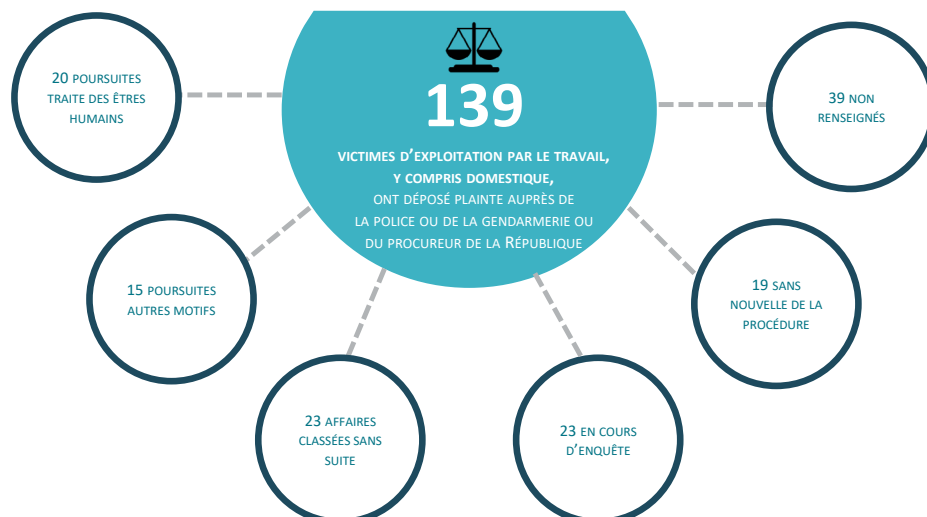 139
VICTIMES D'EXPLOITATION PAR LE TRAVAIL,
Y COMPRIS DOMESTIQUE,
ONT DÉPOSÉ PLAINTE AUPRÈS DE
LA POLICE OU DE LA GENDARMERIE OU
DU PROCUREUR DE LA RÉPUBLIQUE
20 POURSUITES
TRAITE DES ÊTRES
HUMAINS
15 POURSUITES
AUTRES MOTIFS
23 AFFAIRES
CLASSÉES SANS
SUITE
23 EN COURS
D'ENQUÊTE
19 SANS
NOUVELLE DE LA
PROCÉDURE
39 NON
RENSEIGNÉS